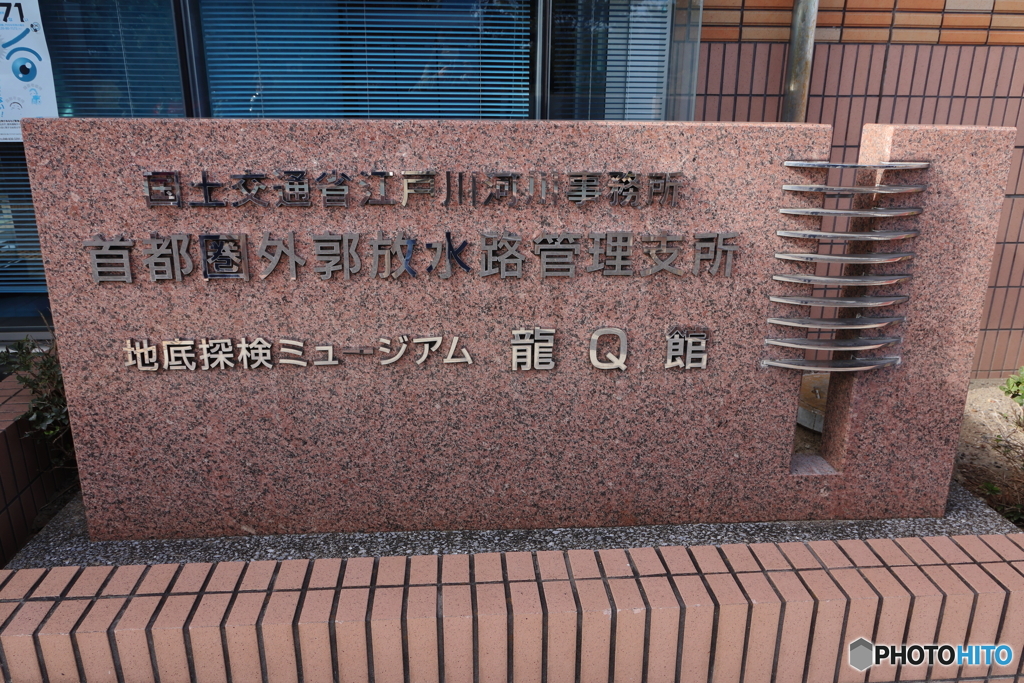 71
国土交通省江戸川河川事務所
首都圏外郭放水路管理支所
地底探検ミュージアム 龍Q館
PHOTOHITO